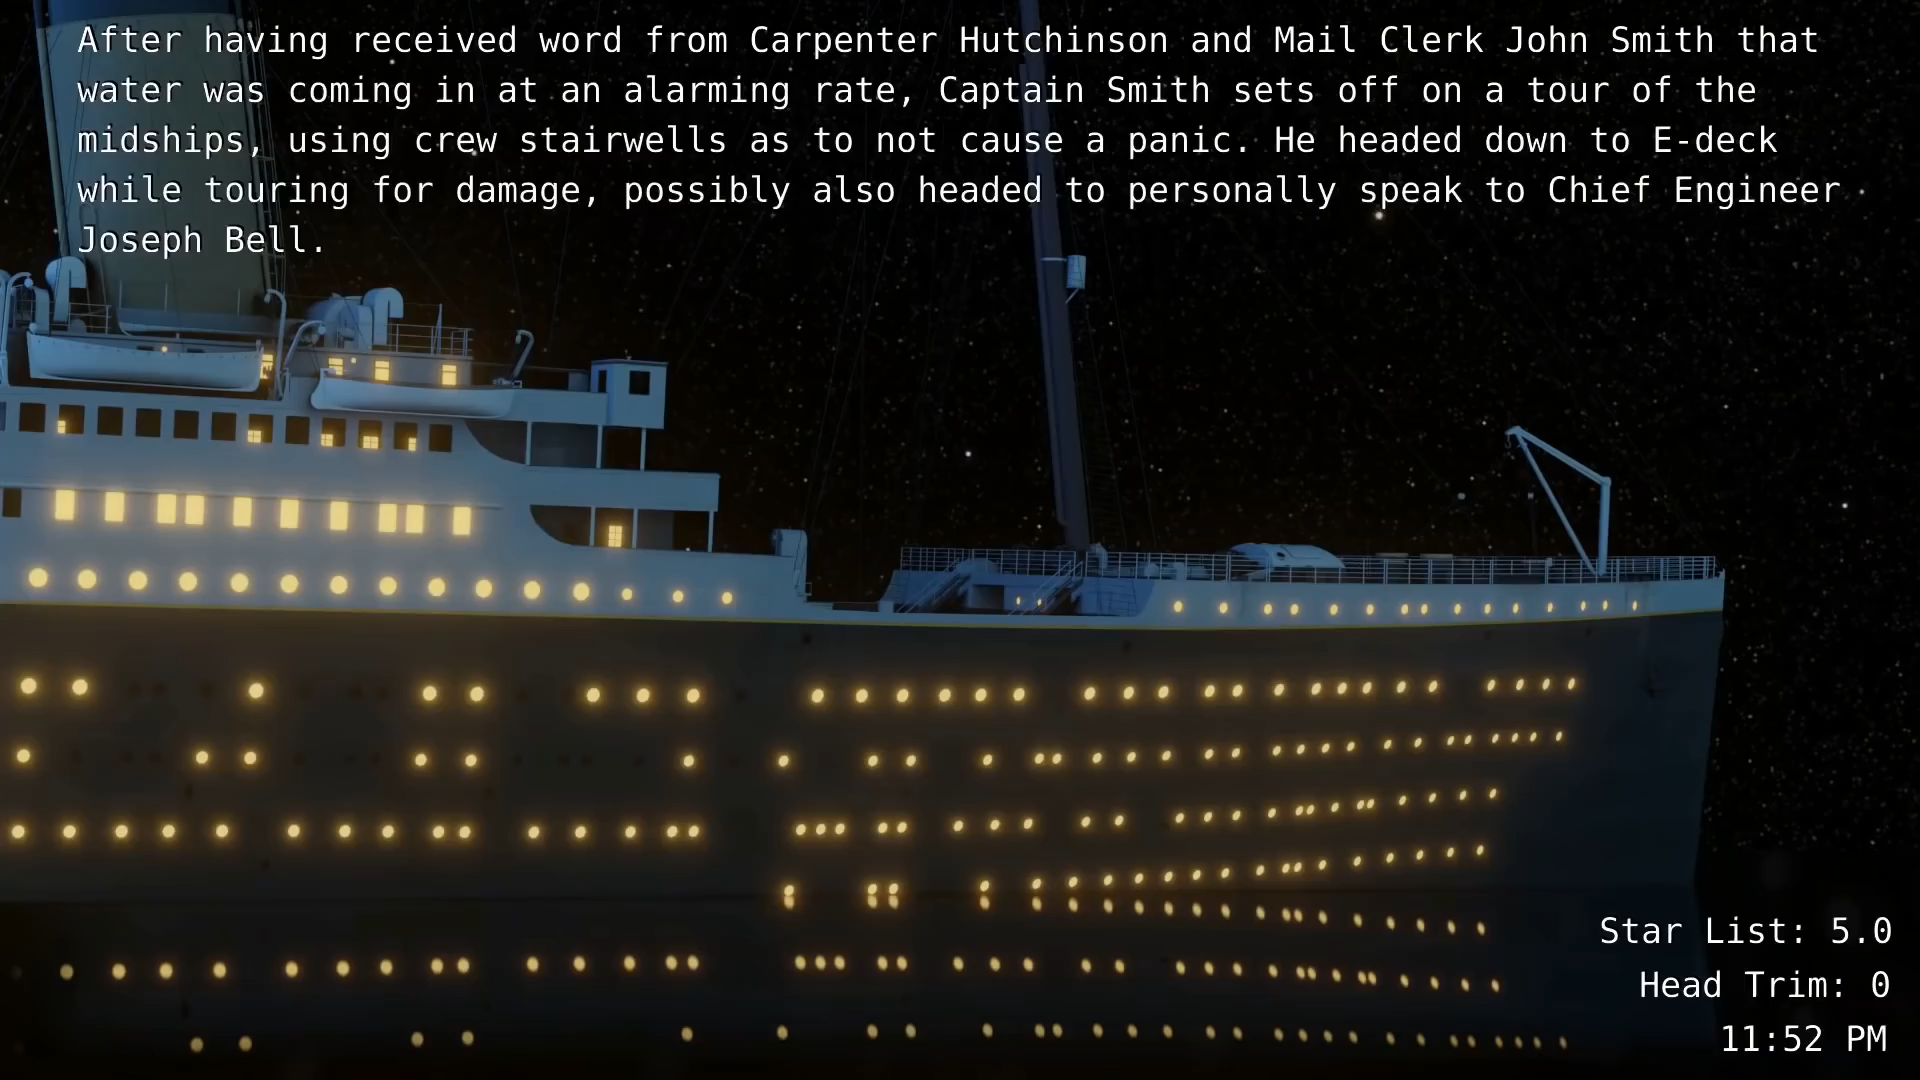 After having received word from Carpenter Hutchinson and Mail Clerk John Smith that
water was coming in at an alarming rate, Captain Smith sets off on a tour of the
midships, using crew stairwells as to not cause a panic. He headed down to E-deck
while touring for damage, possibly also headed to personally speak to Chief Engineer
Joseph Bell.
Star List: 5.0
Head Trim: 0
11:52 PM